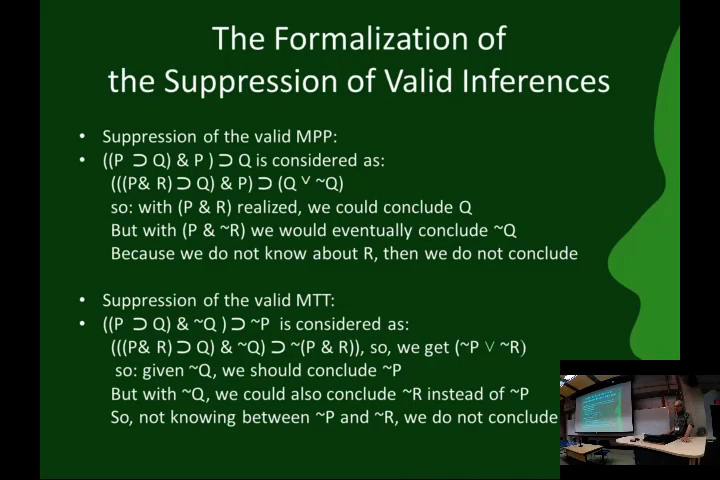 The Formalization of
the Suppression of Valid Inferences
• Suppression of the valid MPP:
• ((P ⊃ Q) & P ) ⊃ Q is considered as:
(((P& R) ⊃ Q) & P) ⊃ (Q ∨ ~Q)
so: with (P & R) realized, we could conclude Q
But with (P & ~R) we would eventually conclude ~Q
Because we do not know about R, then we do not conclude
• Suppression of the valid MTT:
• ((P ⊃ Q) & ~Q ) ⊃ ~P is considered as:
(((P& R) ⊃ Q) & ~Q) ⊃ ~(P & R)), so, we get (~P ∨ ~R)
so: given ~Q, we should conclude ~P
But with ~Q, we could also conclude ~R instead of ~P
So, not knowing between ~P and ~R, we do not conclude